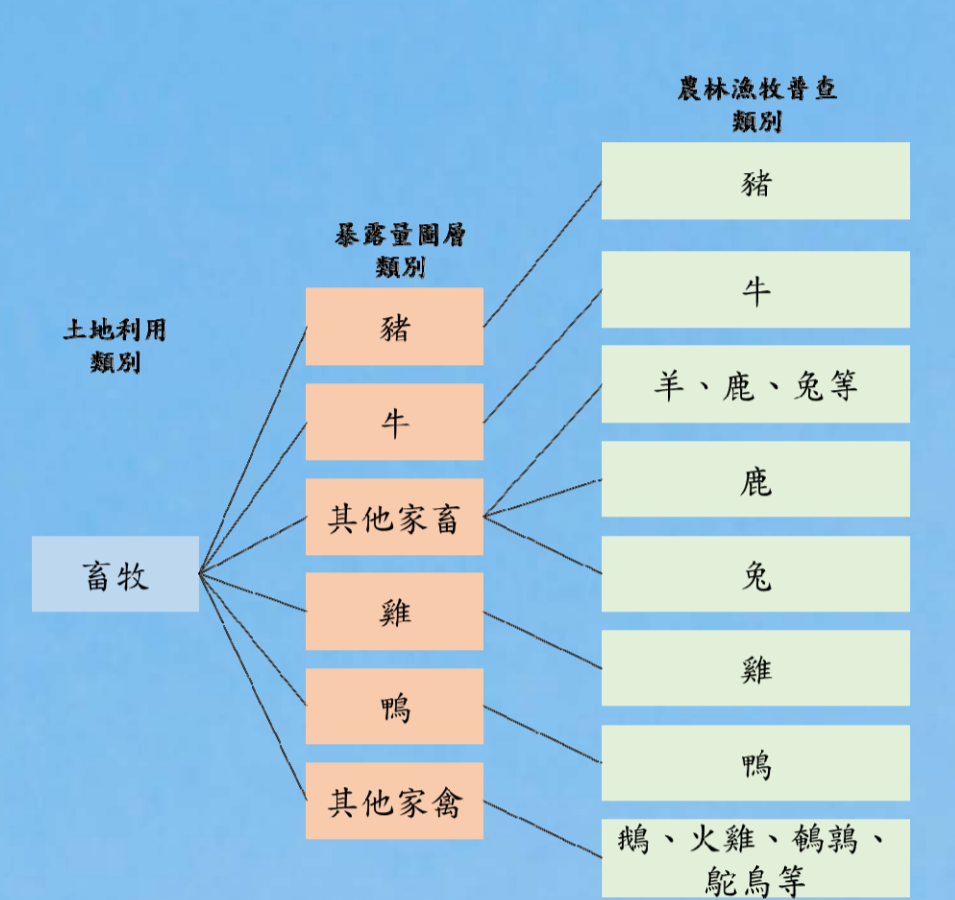 土地利用
類別
畜牧
暴露量圖層
類別
豬
牛
其他家畜
雞
鴨
其他家禽
農林漁牧普查
類別
豬
牛
羊、鹿、兔等
鹿
兔
雞
鴨
鵝、火雞、鵪鶉、
鴕鳥等